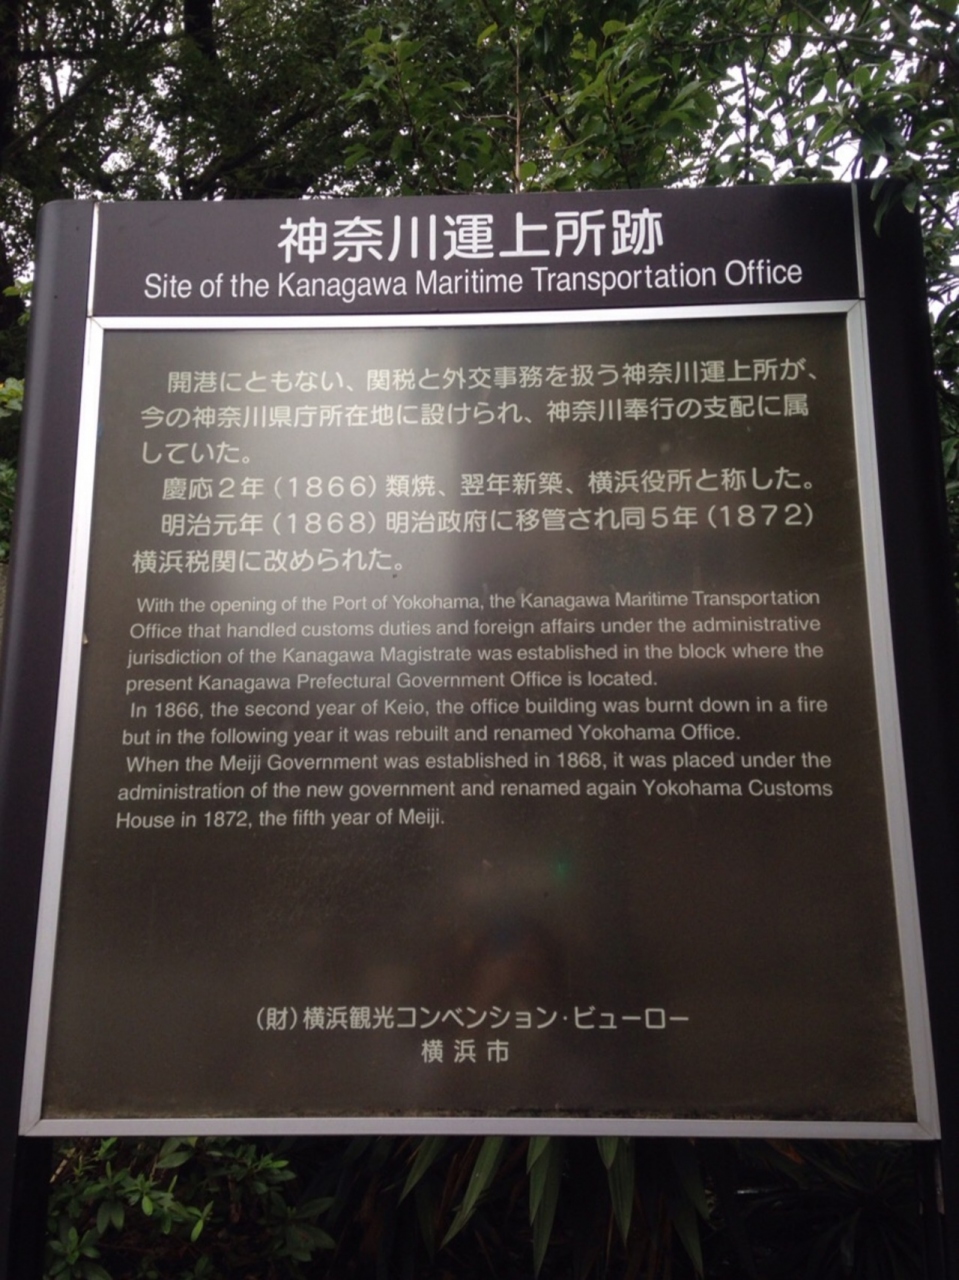 神奈川運上所跡
Site of the Kanagawa Maritime Transportation Office
開港にともない、関税と外交事務を扱う神奈川運上所が、
今の神奈川県庁所在地に設けられ、神奈川奉行の支配に属
していた。
慶応2年(1866)類焼、翌年新築、横浜役所と称した。
明治元年(1868)明治政府に移管され同5年(1872)
横浜税関に改められた。
With the opening of the Port of Yokohama, the Kanagawa Maritime Transportation
Office that handled customs duties and foreign affairs under the administrative
jurisdiction of the Kanagawa Magistrate was established in the block where the
present Kanagawa Prefectural Government Office is located.
In 1866, the second year of Keio, the office building was burnt down in a fire
but in the following year it was rebuilt and renamed Yokohama Office.
When the Meiji Government was established in 1868, it was placed under the
administration of the new government and renamed again Yokohama Customs
House in 1872, the fifth year of Meiji.
(財)横浜観光コンベンション・ビューロー
横浜市